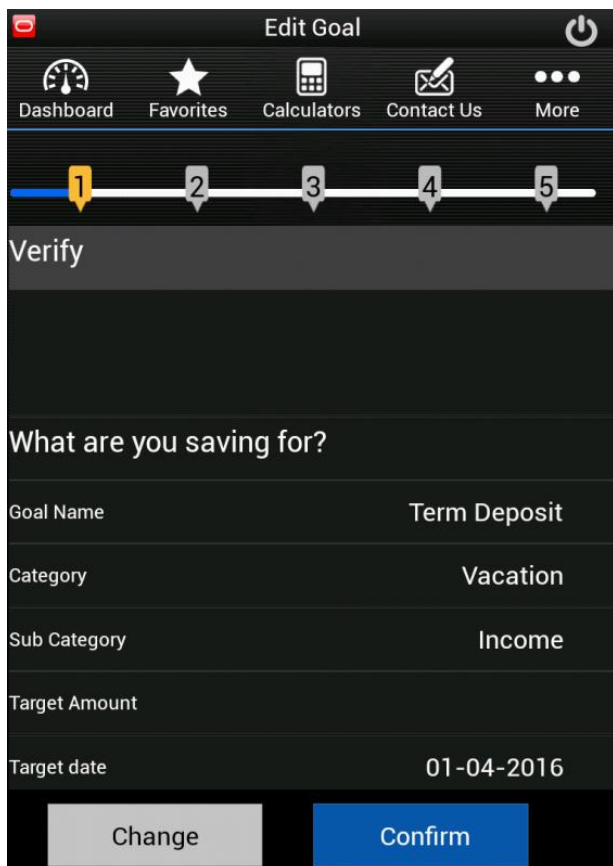 Edit Goal
Dashboard Favorites Calculators Contact Us More
1 2 3 4 5
Verify
What are you saving for?
Goal Name Term Deposit
Category Vacation
Sub Category Income
Target Amount
Target date 01-04-2016
Change Confirm